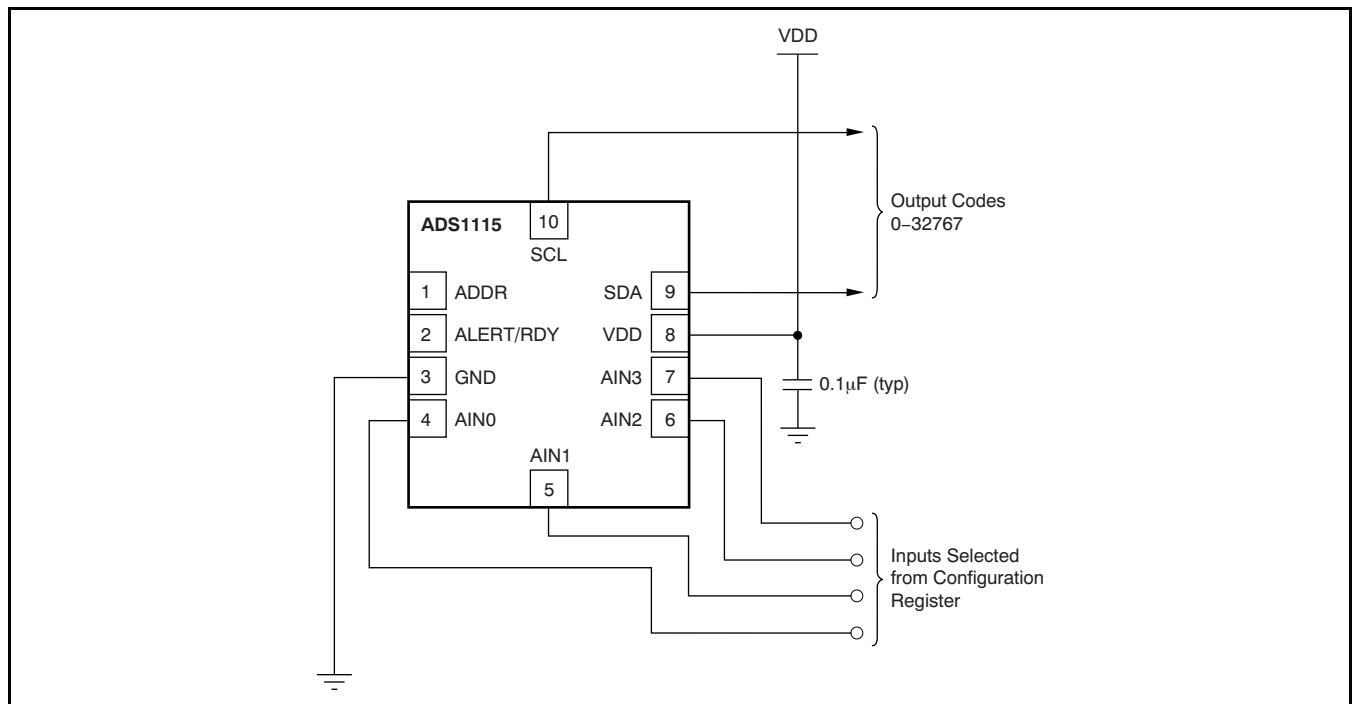 VDD
Output Codes
0–32767
ADS1115
10
SCL
1 ADDR
SDA 9
2 ALERT/RDY
VDD 8
3 GND
AIN3 7
0.1μF (typ)
4 AIN0
AIN2 6
AIN1
5
Inputs Selected
from Configuration
Register